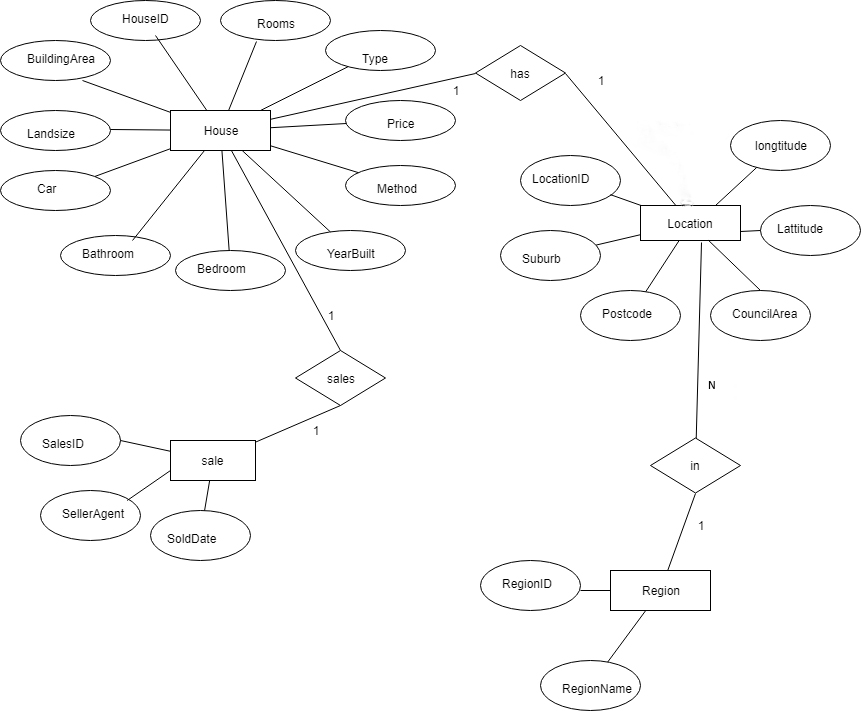 HouseID
Rooms
BuildingArea
Type
has
1
1
House
Price
Landsize
longtitude
LocationID
Car
Method
Location
Lattitude
Bathroom
Bedroom
YearBuilt
Suburb
Postcode
CouncilArea
1
sales
N
1
SalesID
sale
in
SellerAgent
SoldDate
1
RegionID
Region
RegionName